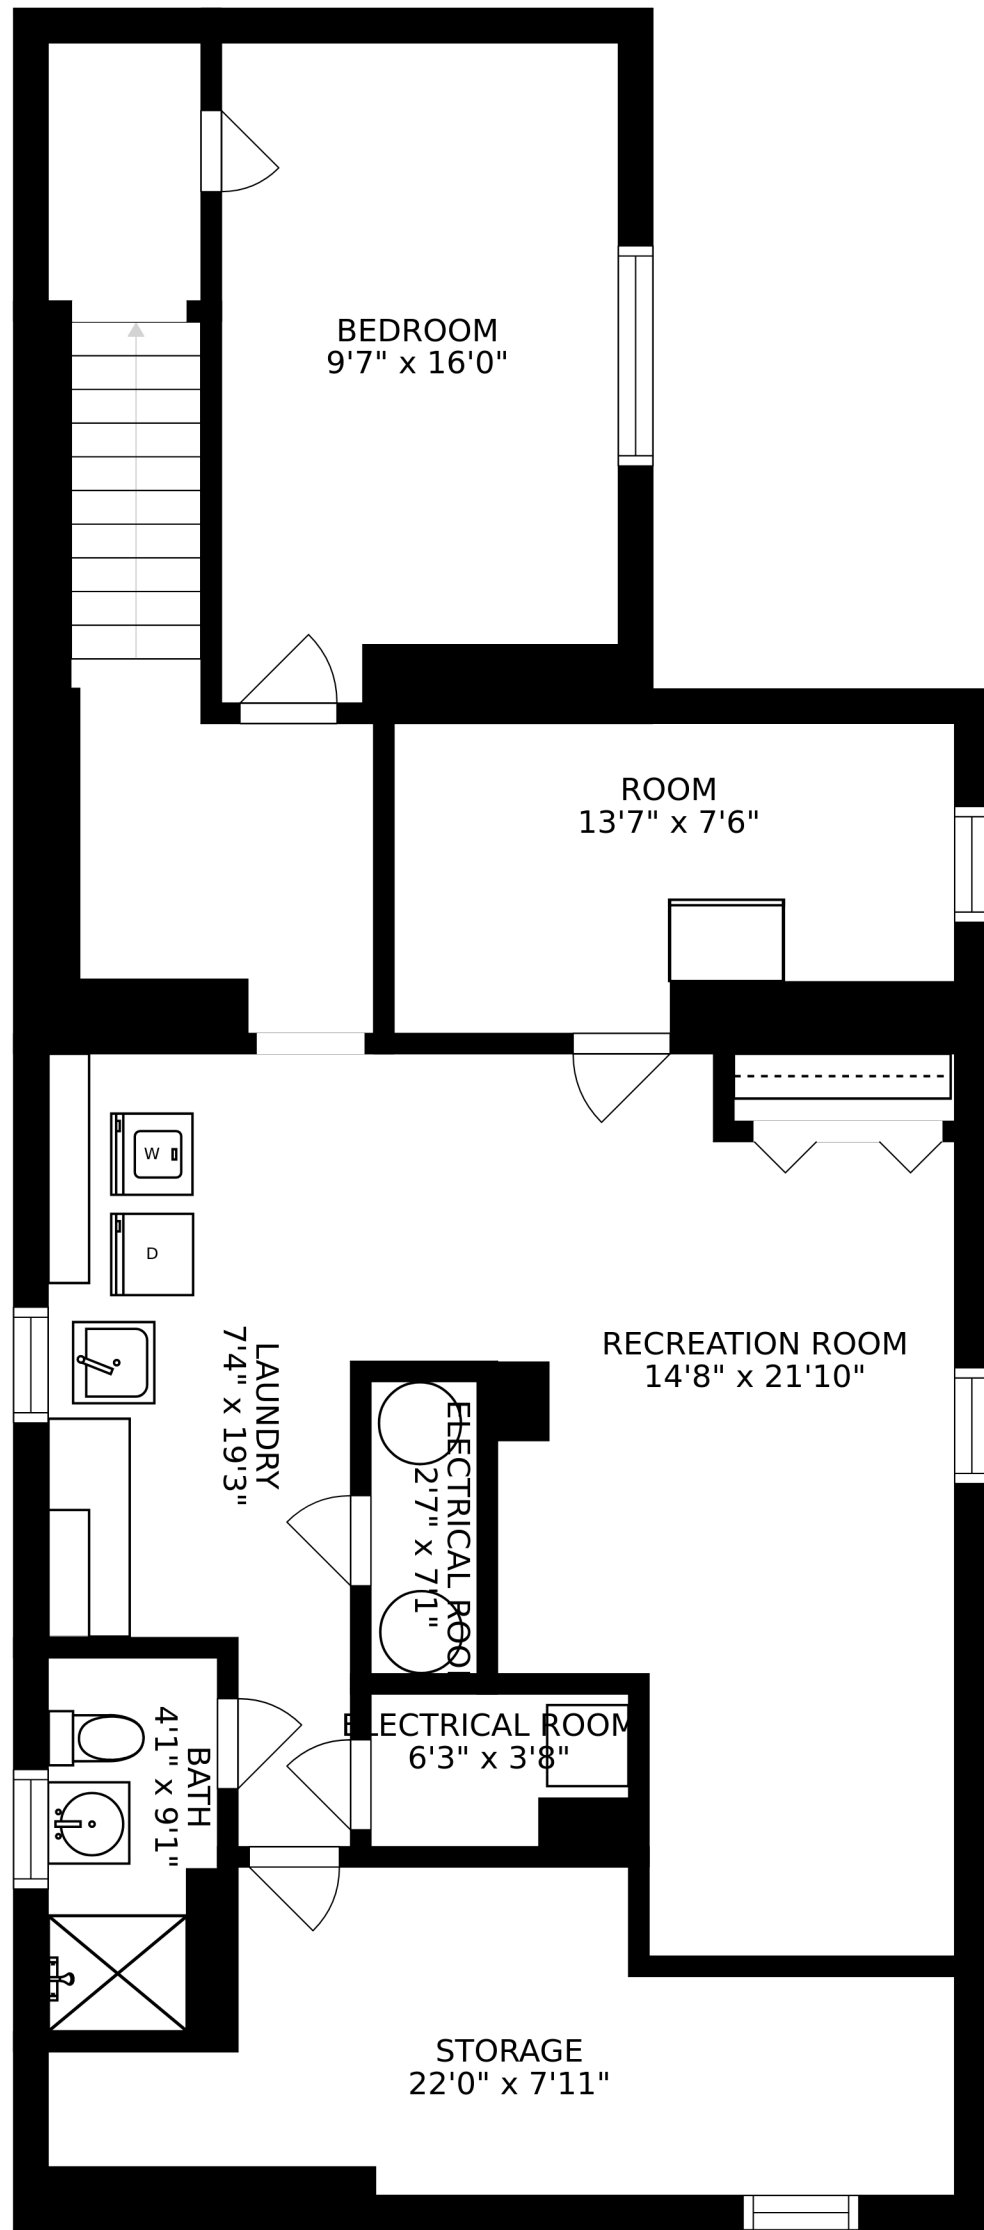 BEDROOM
9'7" x 16'0"
ROOM
13'7" x 7'6"
W
D
RECREATION ROOM
14'8" x 21'10"
LAUNDRY
7'4" x 19'3"
ELECTRICAL ROO
2'7" x 7'1"
ELECTRICAL ROOM
6'3" x 3'8"
BATH
4'1" x 9'1"
STORAGE
22'0" x 7'11"